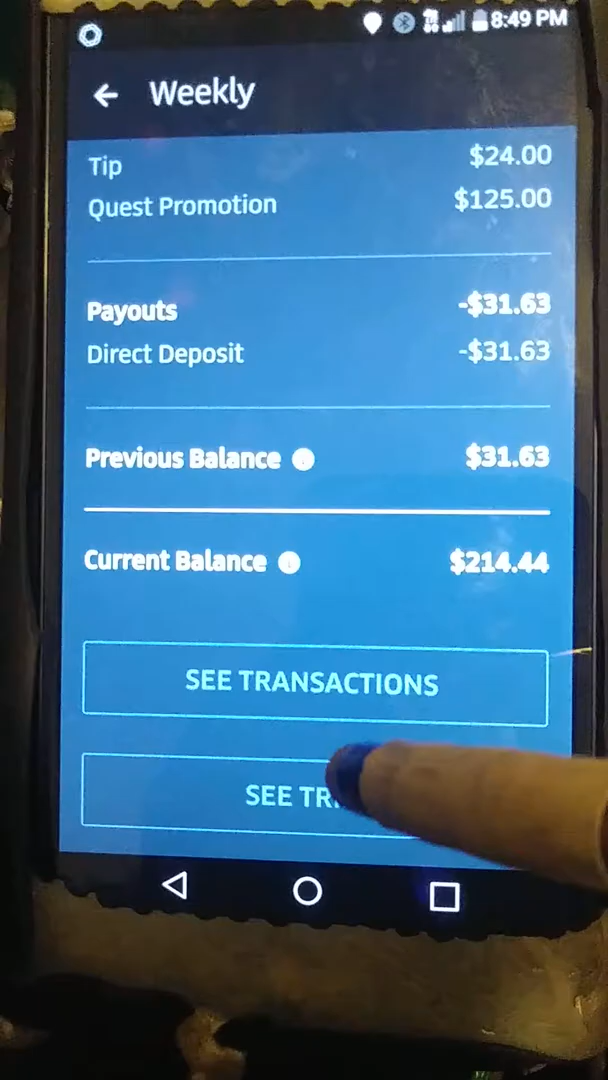 8:49 PM
Weekly
Tip $24.00
Quest Promotion $125.00
Payouts -$31.63
Direct Deposit -$31.63
Previous Balance $31.63
Current Balance $214.44
SEE TRANSACTIONS
SEE